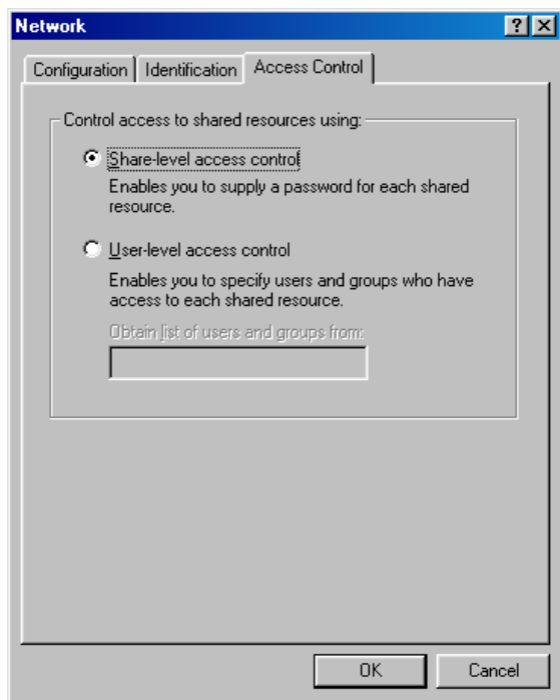 Network
Configuration
Identification
Access Control
Control access to shared resources using:
Share-level access control
Enables you to supply a password for each shared
resource.
User-level access control
Enables you to specify users and groups who have
access to each shared resource.
Obtain list of users and groups from:
OK
Cancel